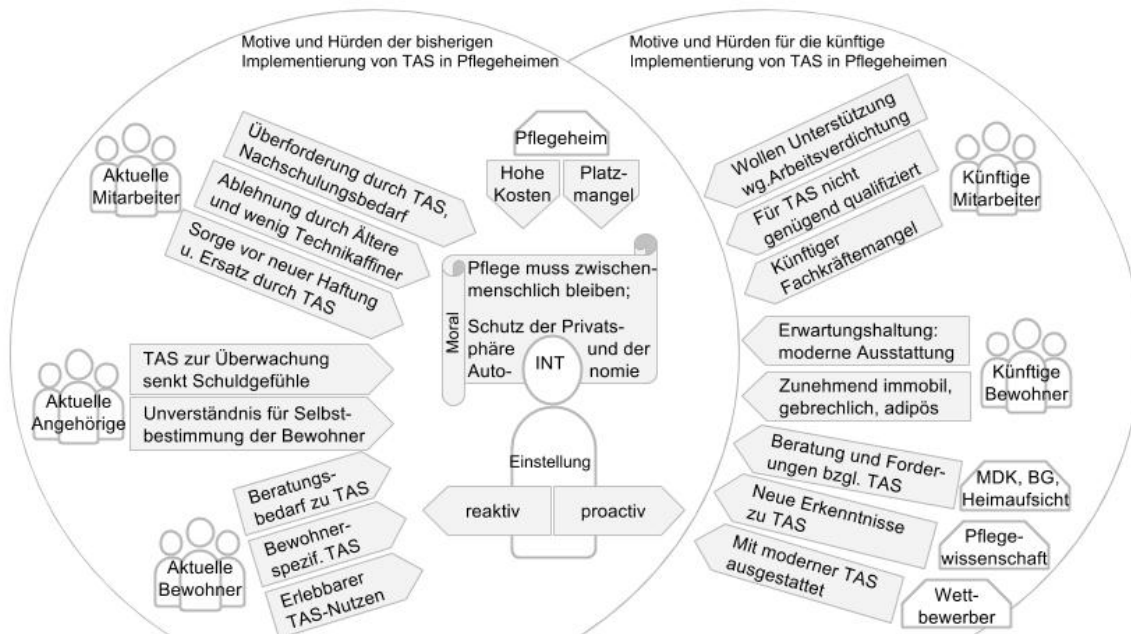 Motive und Hürden der bisherigen
Implementierung von TAS in Pflegeheimen
Motive und Hürden für die künftige
Implementierung von TAS in Pflegeheimen
Aktuelle
Mitarbeiter
Überforderung durch TAS,
Nachschulungsbedarf
Ablehnung durch Ältere
und wenig Technikaffiner
Sorge vor neuer Haftung
u. Ersatz durch TAS
Aktuelle
Angehörige
TAS zur Überwachung
senkt Schuldgefühle
Unverständnis für Selbst-
bestimmung der Bewohner
Aktuelle
Bewohner
Beratungs-
bedarf zu TAS
Bewohner-
spezif. TAS
Erlebbarer
TAS-Nutzen
Pflegeheim
Hohe
Kosten
Platz-
mangel
Moral
Pflege muss zwischen-
menschlich bleiben;
Schutz der Privats-
phäre und der
Auto- nomie
INT
Einstellung
reaktiv
proactiv
Wollen Unterstützung
wg.Arbeitsverdichtung
Für TAS nicht
genügend qualifiziert
Künftiger
Fachkräftemangel
Künftige
Mitarbeiter
Erwartungshaltung:
moderne Ausstattung
Zunehmend immobil,
gebrechlich, adipös
Künftige
Bewohner
Beratung und Forder-
ungen bzgl. TAS
MDK, BG,
Heimaufsicht
Neue Erkenntnisse
zu TAS
Pflege-
wissenschaft
Mit moderner TAS
ausgestattet
Wett-
bewerber